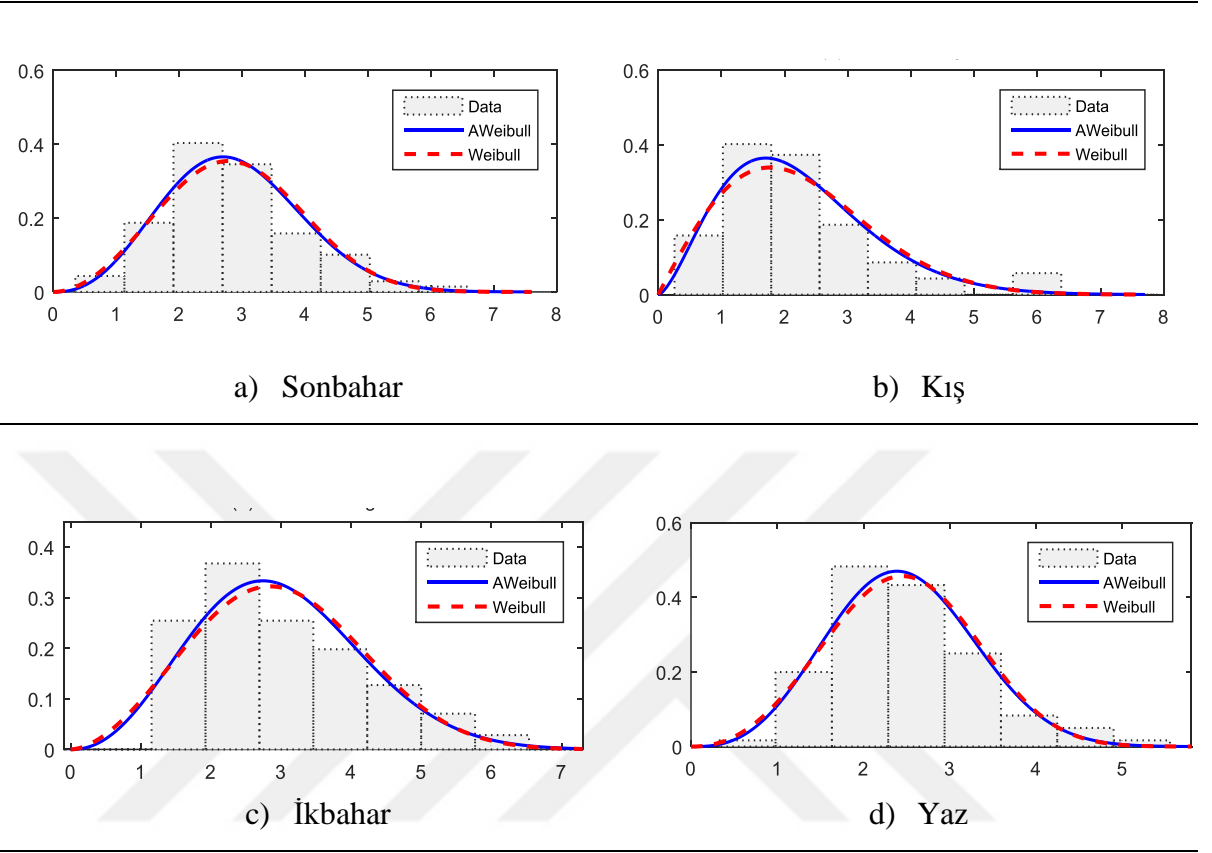 0.6
0.4
0.2
0
0 1 2 3 4 5 6 7 8
Data
AWeibull
Weibull
a) Sonbahar
0.6
0.4
0.2
0
0 1 2 3 4 5 6 7 8
Data
AWeibull
Weibull
b) Kış
0.4
0.3
0.2
0.1
0
0 1 2 3 4 5 6 7
Data
AWeibull
Weibull
c) İkbahar
0.6
0.4
0.2
0
0 1 2 3 4 5
Data
AWeibull
Weibull
d) Yaz